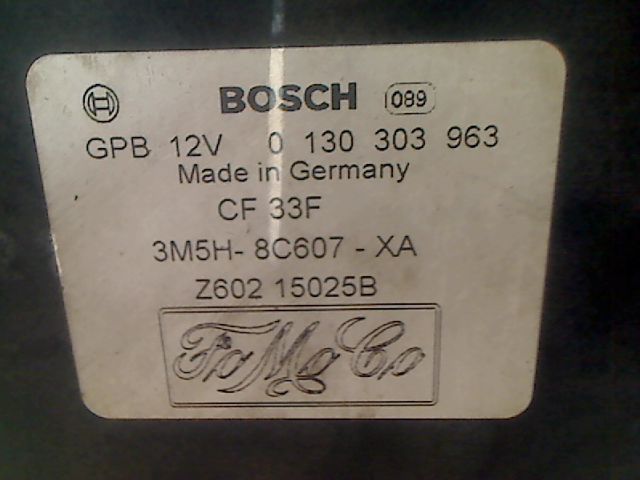 BOSCH 089
GPB 12V 0 130 303 963
Made in Germany
CF 33F
3M5H- 8C607 - XA
Z602 15025B
FoMoCo